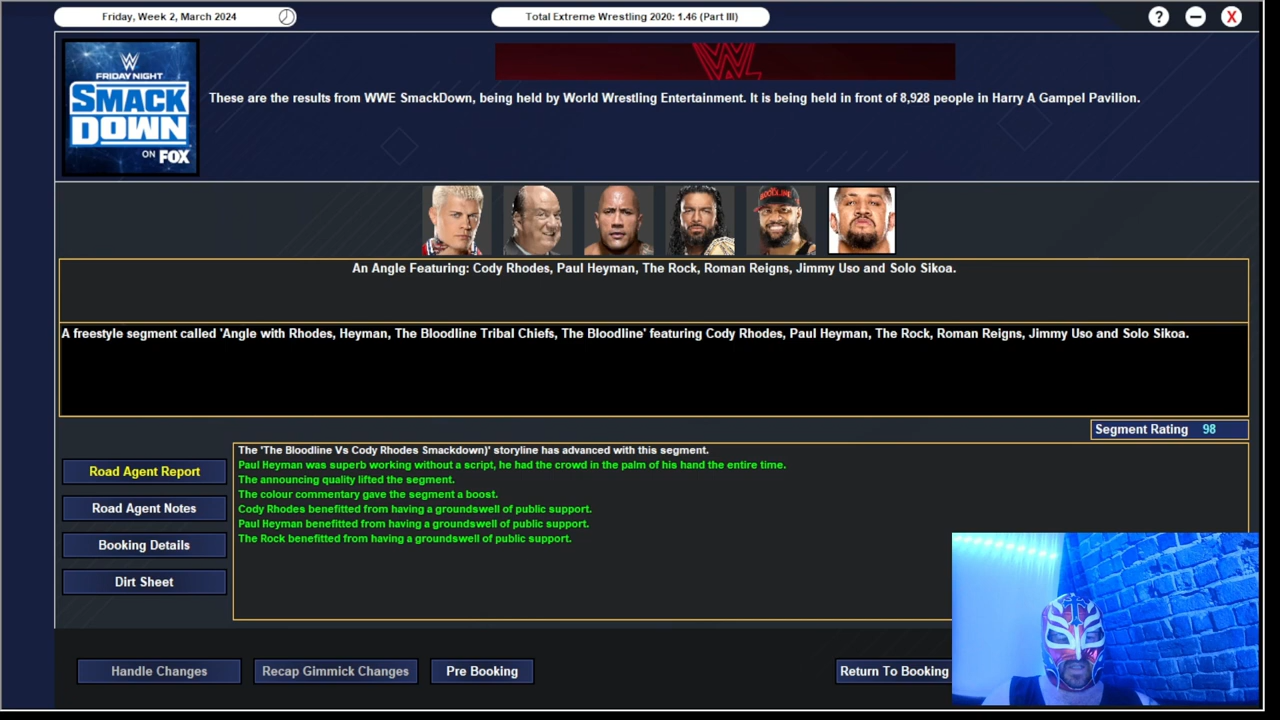 Friday, Week 2, March 2024
Total Extreme Wrestling 2020: 1.46 (Part III)
?
X
W
FRIDAY NIGHT
SMACK
DOWN
ON FOX
These are the results from WWE SmackDown, being held by World Wrestling Entertainment. It is being held in front of 8,928 people in Harry A Gampel Pavilion.
An Angle Featuring: Cody Rhodes, Paul Heyman, The Rock, Roman Reigns, Jimmy Uso and Solo Sikoa.
A freestyle segment called 'Angle with Rhodes, Heyman, The Bloodline Tribal Chiefs, The Bloodline' featuring Cody Rhodes, Paul Heyman, The Rock, Roman Reigns, Jimmy Uso and Solo Sikoa.
Segment Rating 98
The 'The Bloodline Vs Cody Rhodes Smackdown)' storyline has advanced with this segment.
Paul Heyman was superb working without a script, he had the crowd in the palm of his hand the entire time.
The announcing quality lifted the segment.
The colour commentary gave the segment a boost.
Cody Rhodes benefitted from having a groundswell of public support.
Paul Heyman benefitted from having a groundswell of public support.
The Rock benefitted from having a groundswell of public support.
Road Agent Report
Road Agent Notes
Booking Details
Dirt Sheet
Handle Changes
Recap Gimmick Changes
Pre Booking
Return To Booking